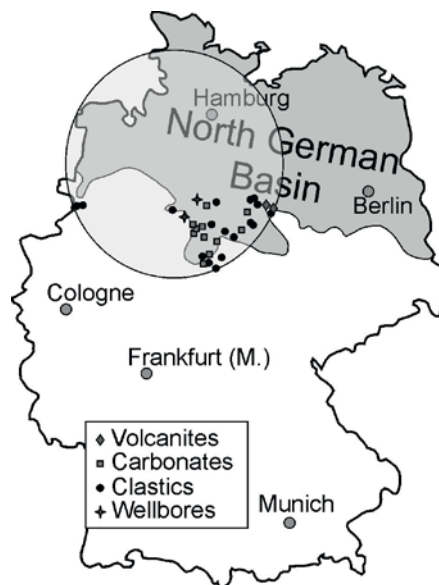 Hamburg
North German
Basin
Berlin
Cologne
Frankfurt (M.)
Volcanites
Carbonates
Clastics
Wellbores
Munich